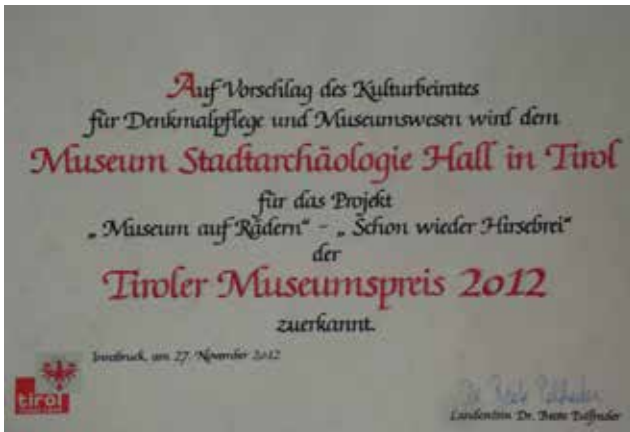 Auf Vorschlag des Kulturbeirates
für Denkmalpflege und Museumswesen wird dem
Museum Stadtarchäologie Hall in Tirol
für das Projekt
„Museum auf Rädern“ - „Schon wieder Hirsebrei“
der
Tiroler Museumspreis 2012
zuerkannt.
Innsbruck, am 27. November 2012
tirol
Landesrätin Dr. Beate Palfrader